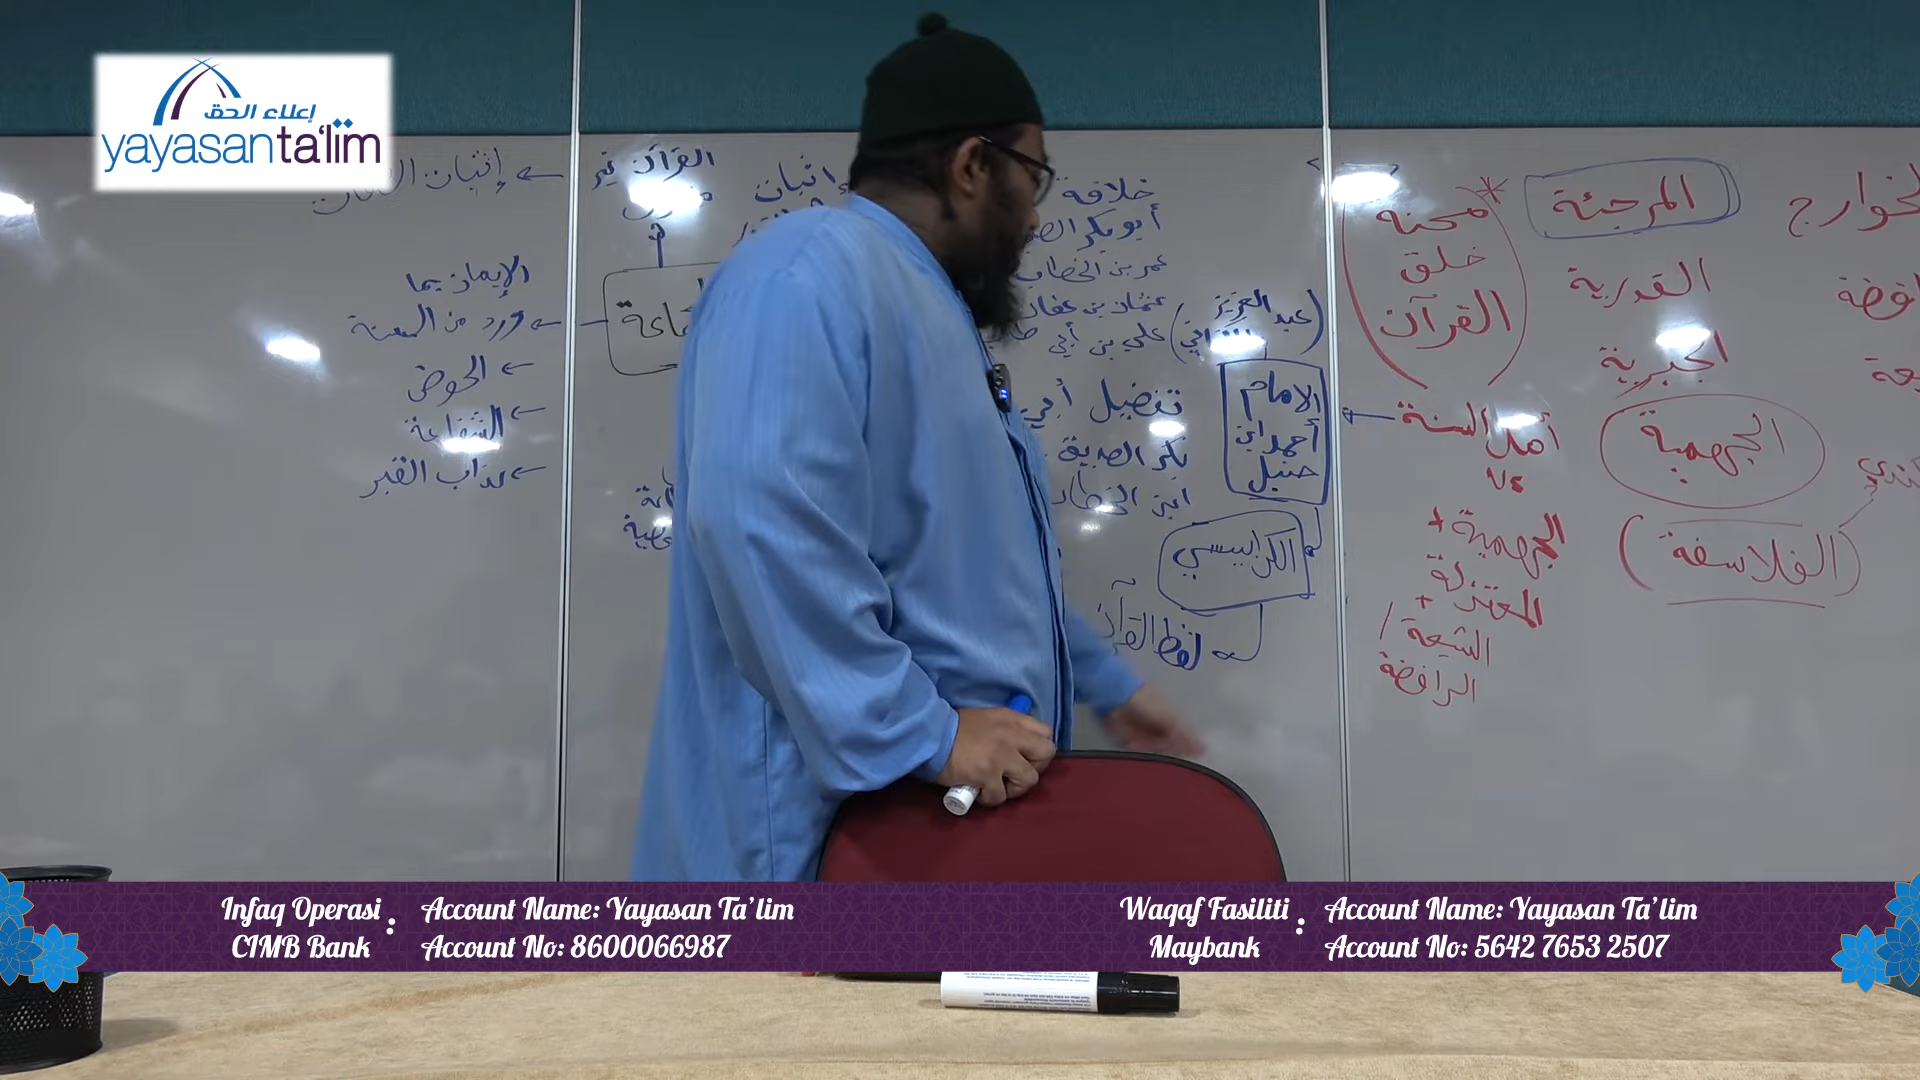 إعلاء الحق
yayasanta'lim
الخوارج
المرجئة
القدرية
الجبرية
الجهمية
(الفلاسفة)
محنة
خلق
القرآن
أهل السنة
vs
الجهمية +
المعتزلة
+
الشيعة /
الرافضة
(عبد العزيز
الإمام
أحمد ابن
حنبل
الكرابيسي
لفظ القرآن
خلافة
أبو بكر
عمر بن الخطاب
عثمان بن عفان
علي بن أبي
تفضيل أبي
بكر الصديق
ابن الخطاب
القرآن غير
إثبات
إثبات
الإيمان بما
ورد من السنة
الحوض
الشفاعة
عذاب القبر
Infaq Operasi
CIMB Bank
:
Account Name: Yayasan Ta'lim
Account No: 8600066987
Waqaf Fasiliti
Maybank
:
Account Name: Yayasan Ta'lim
Account No: 5642 7653 2507